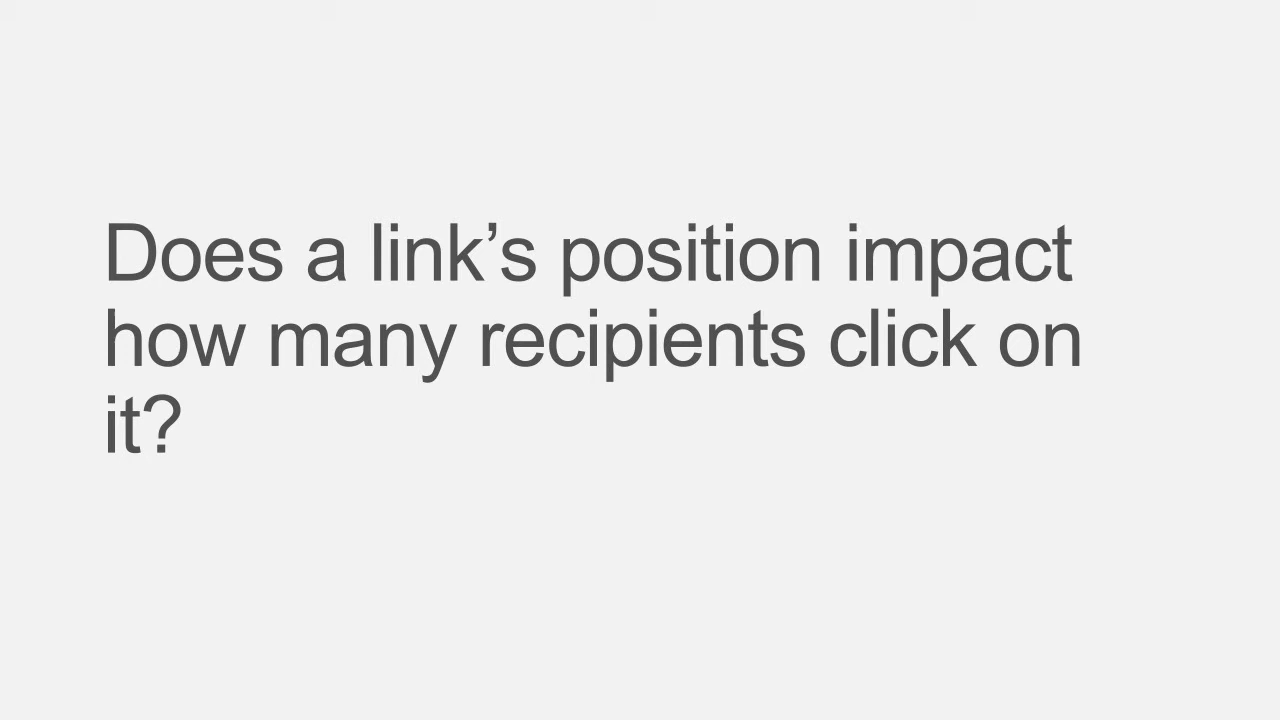 Does a link’s position impact
how many recipients click on
it?